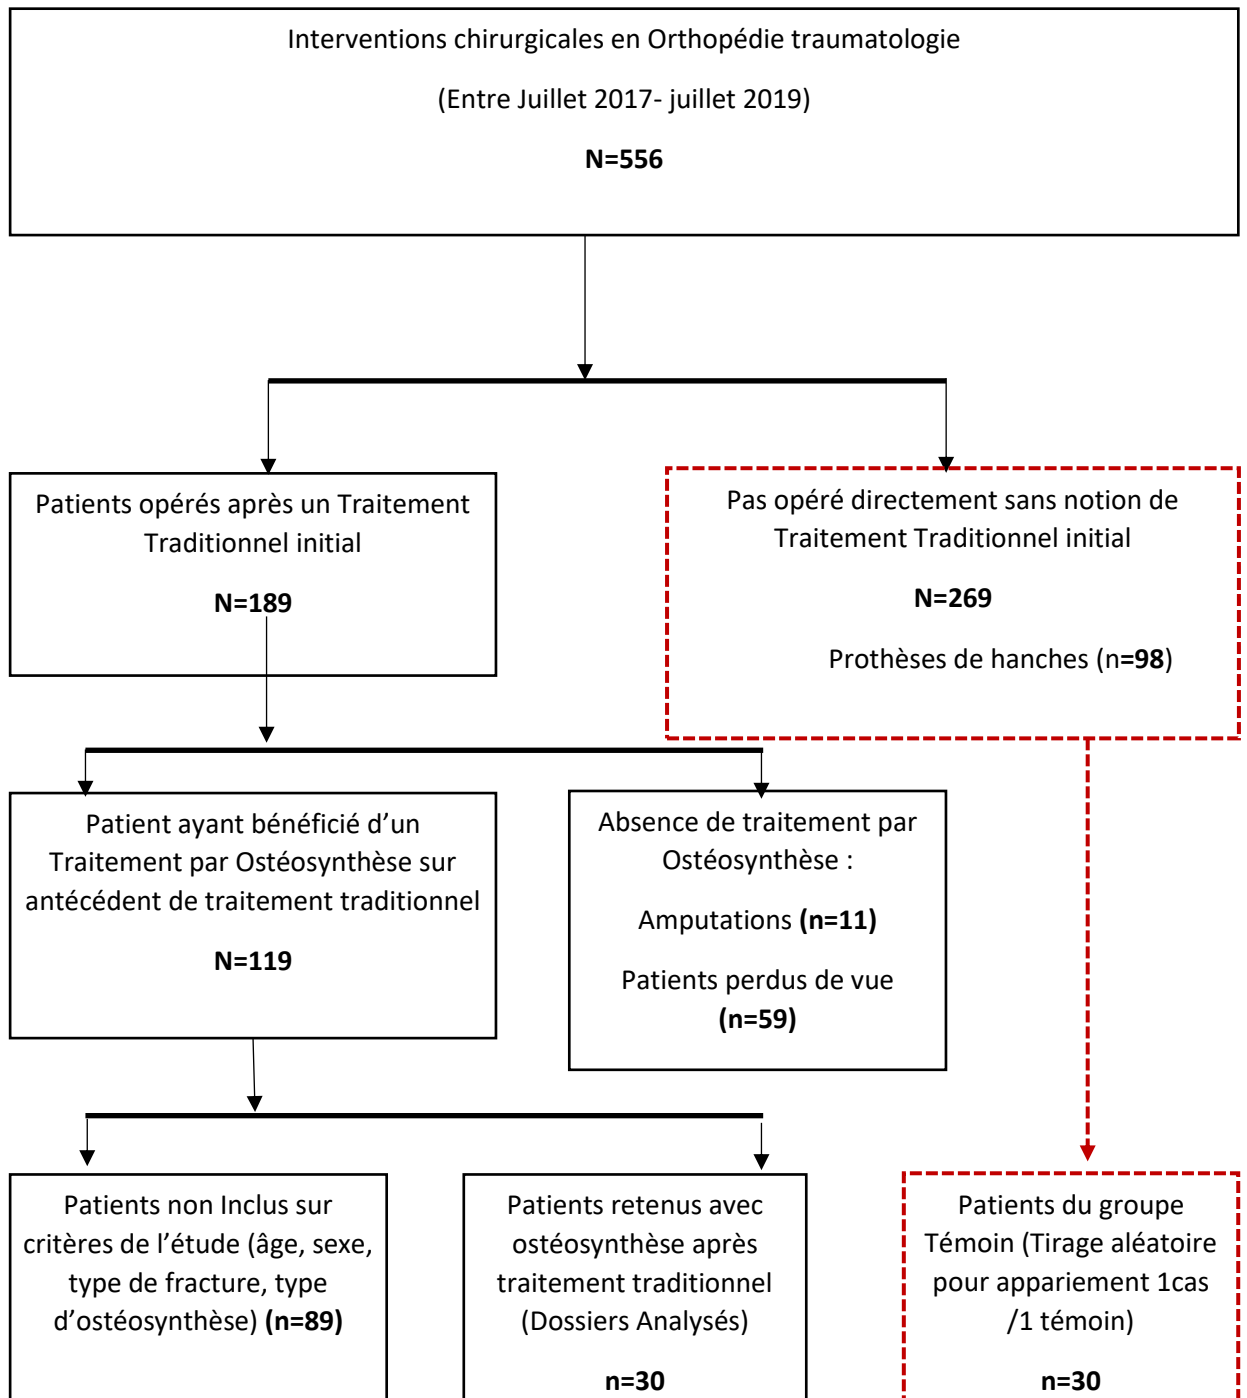 Interventions chirurgicales en Orthopédie traumatologie
(Entre Juillet 2017- juillet 2019)
N=556
Patients opérés après un Traitement
Traditionnel initial
N=189
Pas opéré directement sans notion de
Traitement Traditionnel initial
N=269
Prothèses de hanches (n=98)
Patient ayant bénéficié d’un
Traitement par Ostéosynthèse sur
antécédent de traitement traditionnel
N=119
Absence de traitement par
Ostéosynthèse :
Amputations (n=11)
Patients perdus de vue
(n=59)
Patients non Inclus sur
critères de l’étude (âge, sexe,
type de fracture, type
d’ostéosynthèse) (n=89)
Patients retenus avec
ostéosynthèse après
traitement traditionnel
(Dossiers Analysés)
n=30
Patients du groupe
Témoin (Tirage aléatoire
pour appariement 1cas
/1 témoin)
n=30